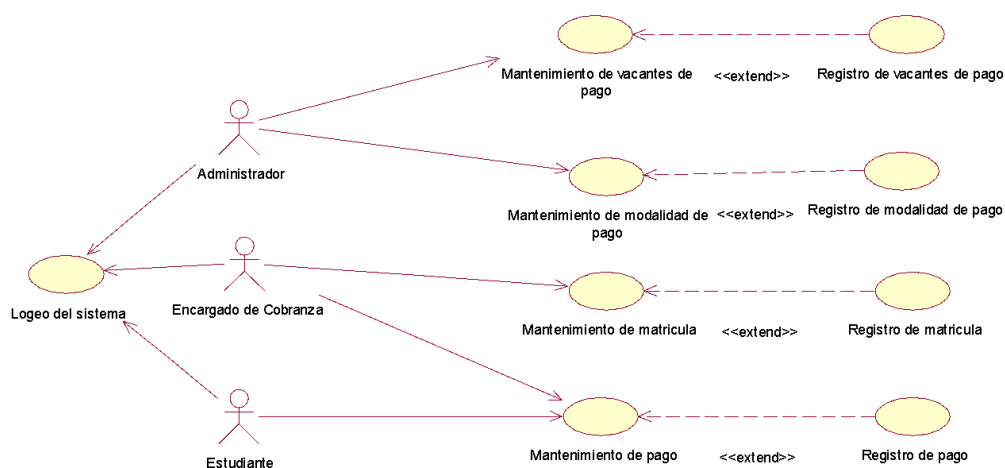 Mantenimiento de vacantes de
pago
<<extend>>
Registro de vacantes de pago
Administrador
Mantenimiento de modalidad de
pago
<<extend>>
Registro de modalidad de pago
Logeo del sistema
Encargado de Cobranza
Mantenimiento de matricula
<<extend>>
Registro de matricula
Estudiante
Mantenimiento de pago
<<extend>>
Registro de pago